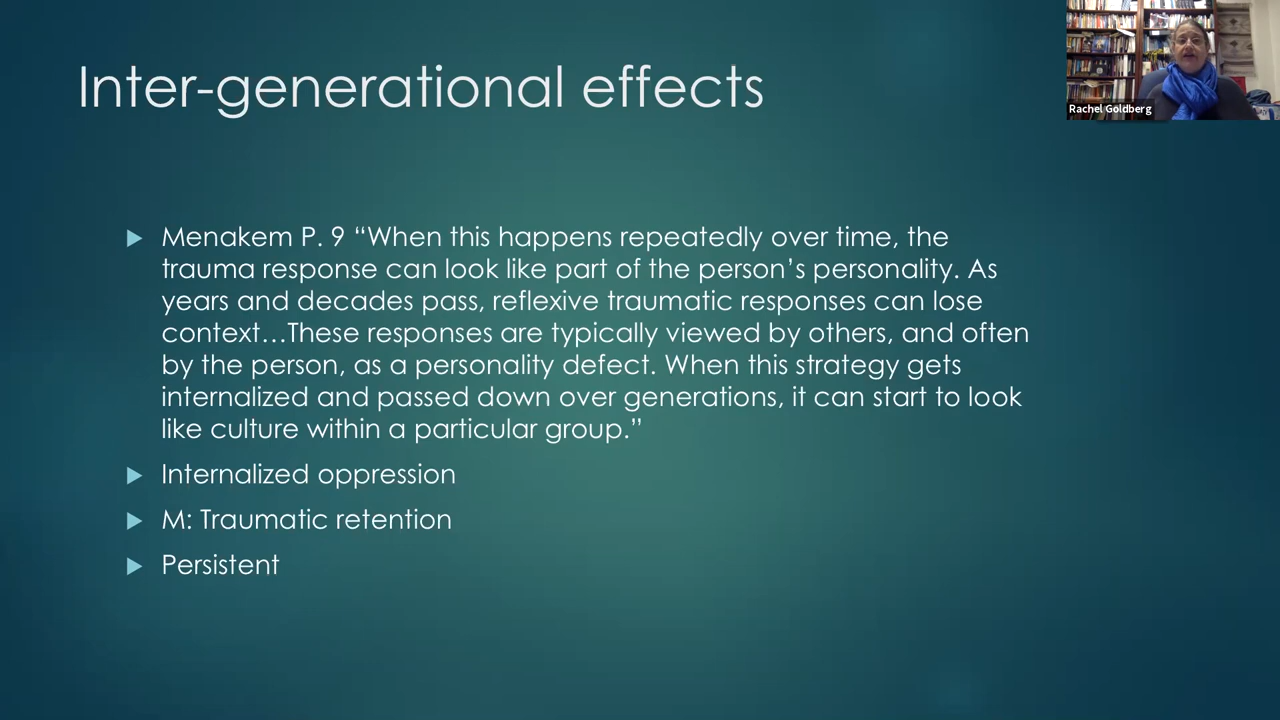 Inter-generational effects
Rachel Goldberg
Menakem P. 9 “When this happens repeatedly over time, the
trauma response can look like part of the person’s personality. As
years and decades pass, reflexive traumatic responses can lose
context…These responses are typically viewed by others, and often
by the person, as a personality defect. When this strategy gets
internalized and passed down over generations, it can start to look
like culture within a particular group.”
Internalized oppression
M: Traumatic retention
Persistent